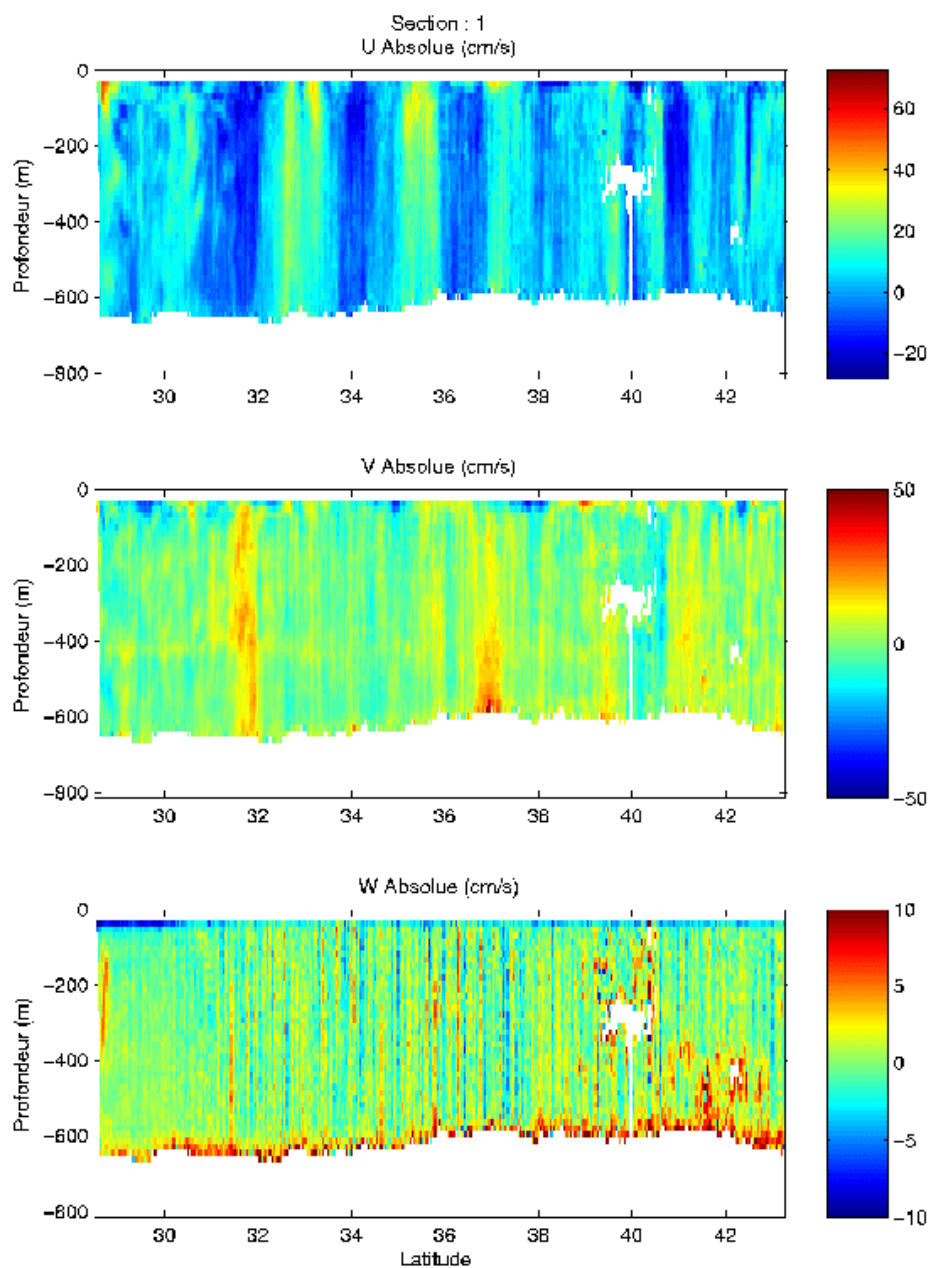 Section : 1
U Absolue (cm/s)
0
−200
−400
−600
−800
Profondeur (m)
30 32 34 36 38 40 42
60
40
20
0
−20
V Absolue (cm/s)
0
−200
−400
−600
−800
Profondeur (m)
30 32 34 36 38 40 42
50
0
−50
W Absolue (cm/s)
0
−200
−400
−600
−800
Profondeur (m)
30 32 34 36 38 40 42
Latitude
10
5
0
−5
−10